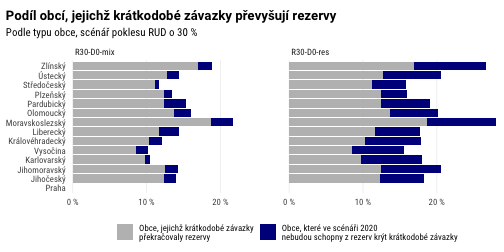 Podíl obcí, jejichž krátkodobé závazky převyšují rezervy
Podle typu obce, scénář poklesu RUD o 30 %
R30-D0-mix
R30-D0-res
Zlínský
Ústecký
Středočeský
Plzeňský
Pardubický
Olomoucký
Moravskoslezský
Liberecký
Královéhradecký
Vysočina
Karlovarský
Jihomoravský
Jihočeský
Praha
0 %
10 %
20 %
0 %
10 %
20 %
Obce, jejichž krátkodobé závazky
překračovaly rezervy
Obce, které ve scénáři 2020
nebudou schopny z rezerv krýt krátkodobé závazky